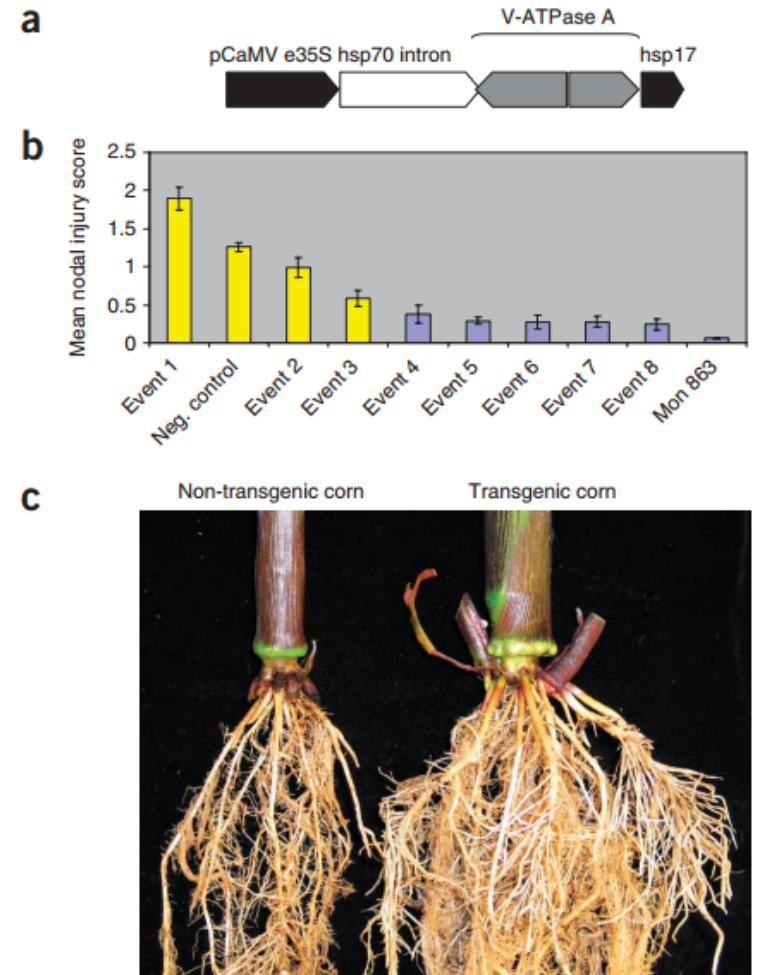 a
V-ATPase A
pCaMV e35S hsp70 intron
hsp17
b
Mean nodal injury score
2.5
2
1.5
1
0.5
0
Event 1
Neg. control
Event 2
Event 3
Event 4
Event 5
Event 6
Event 7
Event 8
Mon 863
c
Non-transgenic corn
Transgenic corn